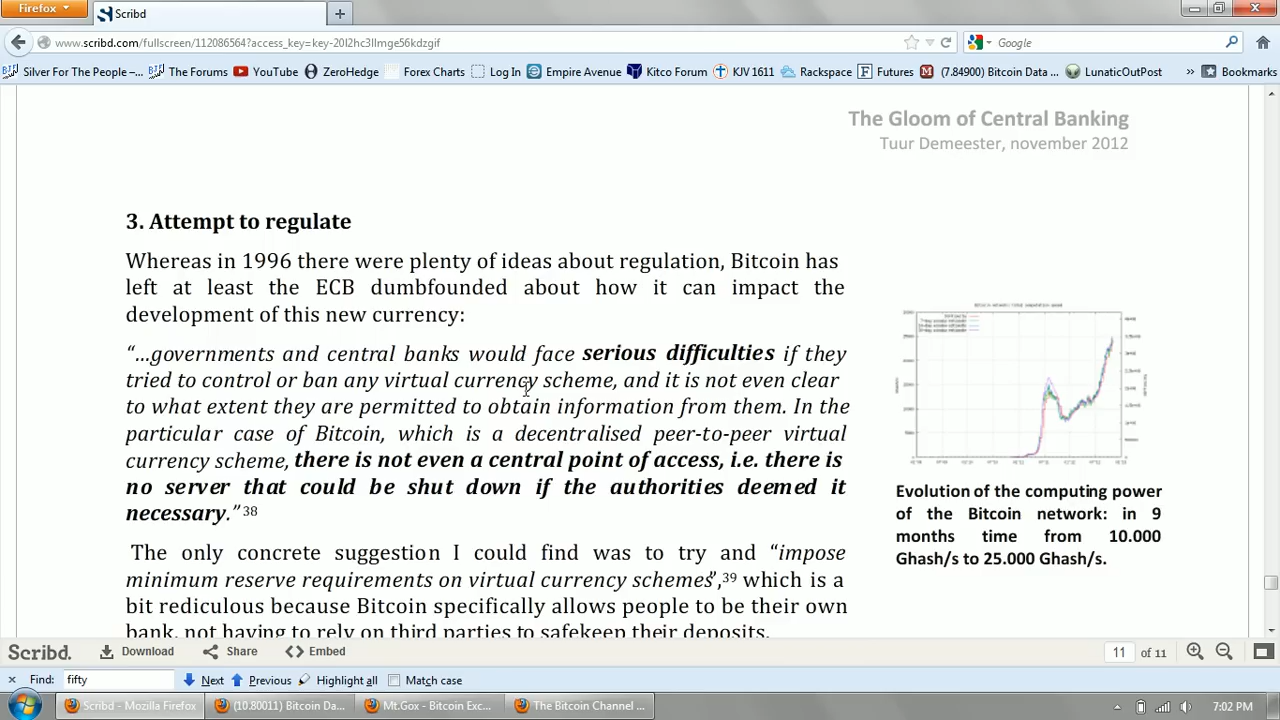 Firefox
Scribd
www.scribd.com/fullscreen/112086564?access_key=key-20l2hc3llmge56kdzgif
Google
Silver For The People –...
The Forums
YouTube
ZeroHedge
Forex Charts
Log In
Empire Avenue
Kitco Forum
KJV 1611
Rackspace
Futures
(7.84900) Bitcoin Data ...
LunaticOutPost
»
Bookmarks
The Gloom of Central Banking
Tuur Demeester, november 2012
3. Attempt to regulate
Whereas in 1996 there were plenty of ideas about regulation, Bitcoin has
left at least the ECB dumbfounded about how it can impact the
development of this new currency:
“...governments and central banks would face serious difficulties if they
tried to control or ban any virtual currency scheme, and it is not even clear
to what extent they are permitted to obtain information from them. In the
particular case of Bitcoin, which is a decentralised peer-to-peer virtual
currency scheme, there is not even a central point of access, i.e. there is
no server that could be shut down if the authorities deemed it
necessary.” 38
The only concrete suggestion I could find was to try and “impose
minimum reserve requirements on virtual currency schemes”,39 which is a
bit rediculous because Bitcoin specifically allows people to be their own
bank, not having to rely on third parties to safekeep their deposits.
Evolution of the computing power
of the Bitcoin network: in 9
months time from 10.000
Ghash/s to 25.000 Ghash/s.
Scribd.
Download
Share
Embed
11 of 11
Find: fifty
Next
Previous
Highlight all
Match case
Scribd - Mozilla Firefox
(10.80011) Bitcoin Da...
Mt.Gox - Bitcoin Exc...
The Bitcoin Channel ...
7:02 PM